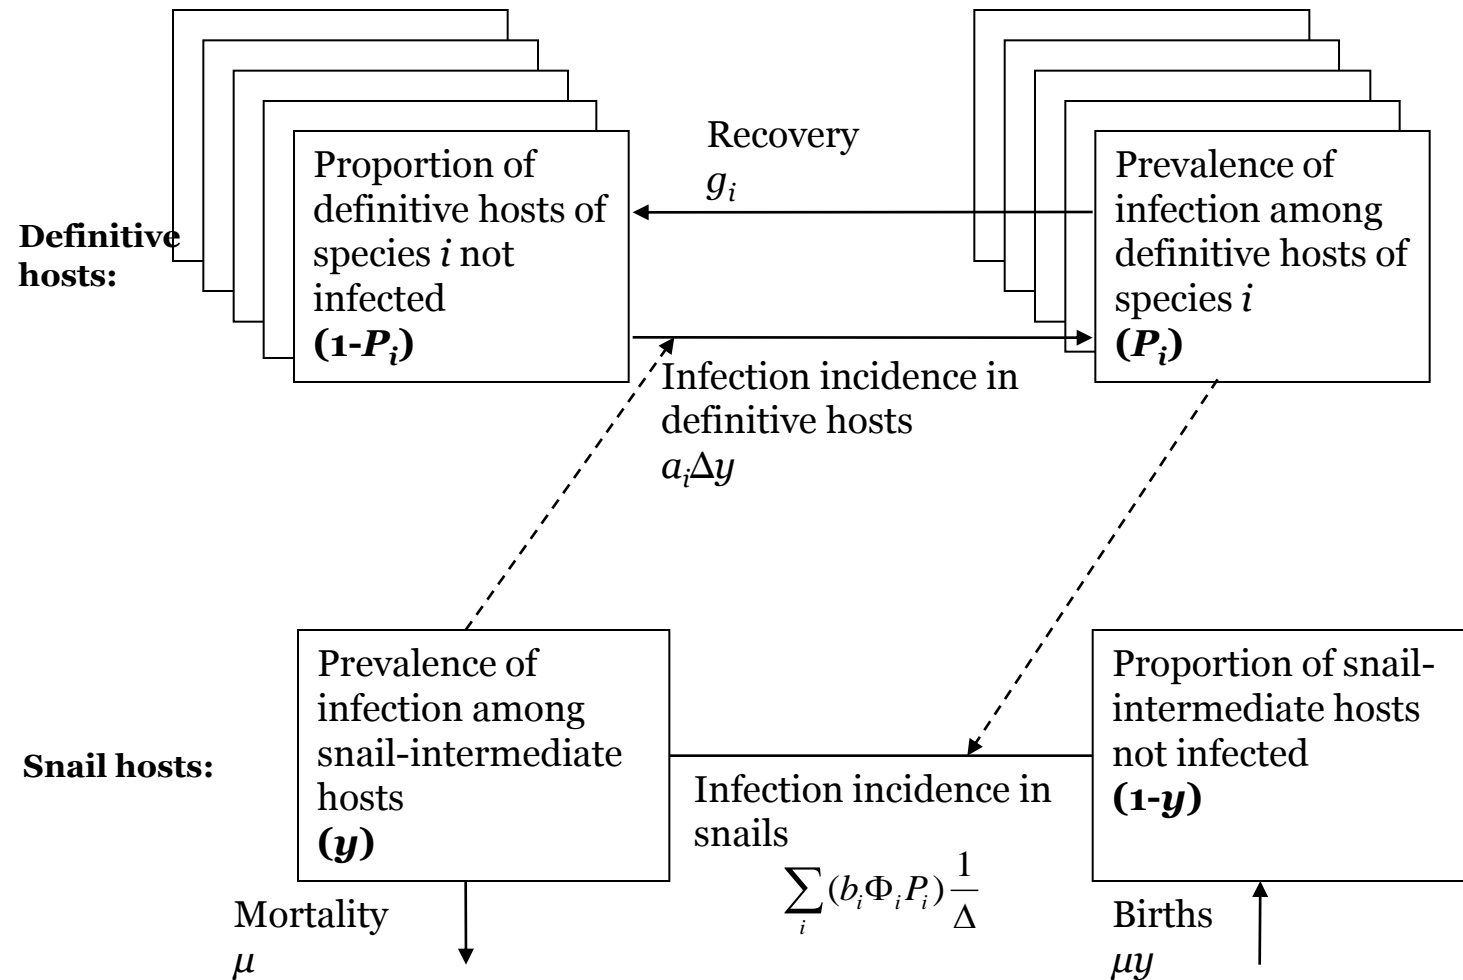 Definitive
hosts:
Proportion of
definitive hosts of
species i not
infected
(1-Pᵢ)
Recovery
gᵢ
Prevalence of
infection among
definitive hosts of
species i
(Pᵢ)
Infection incidence in
definitive hosts
aᵢΔy
Snail hosts:
Prevalence of
infection among
snail-intermediate
hosts
(y)
Infection incidence in
snails
∑ᵢ (bᵢΦᵢPᵢ) 1/Δ
Proportion of snail-
intermediate hosts
not infected
(1-y)
Mortality
μ
Births
μy